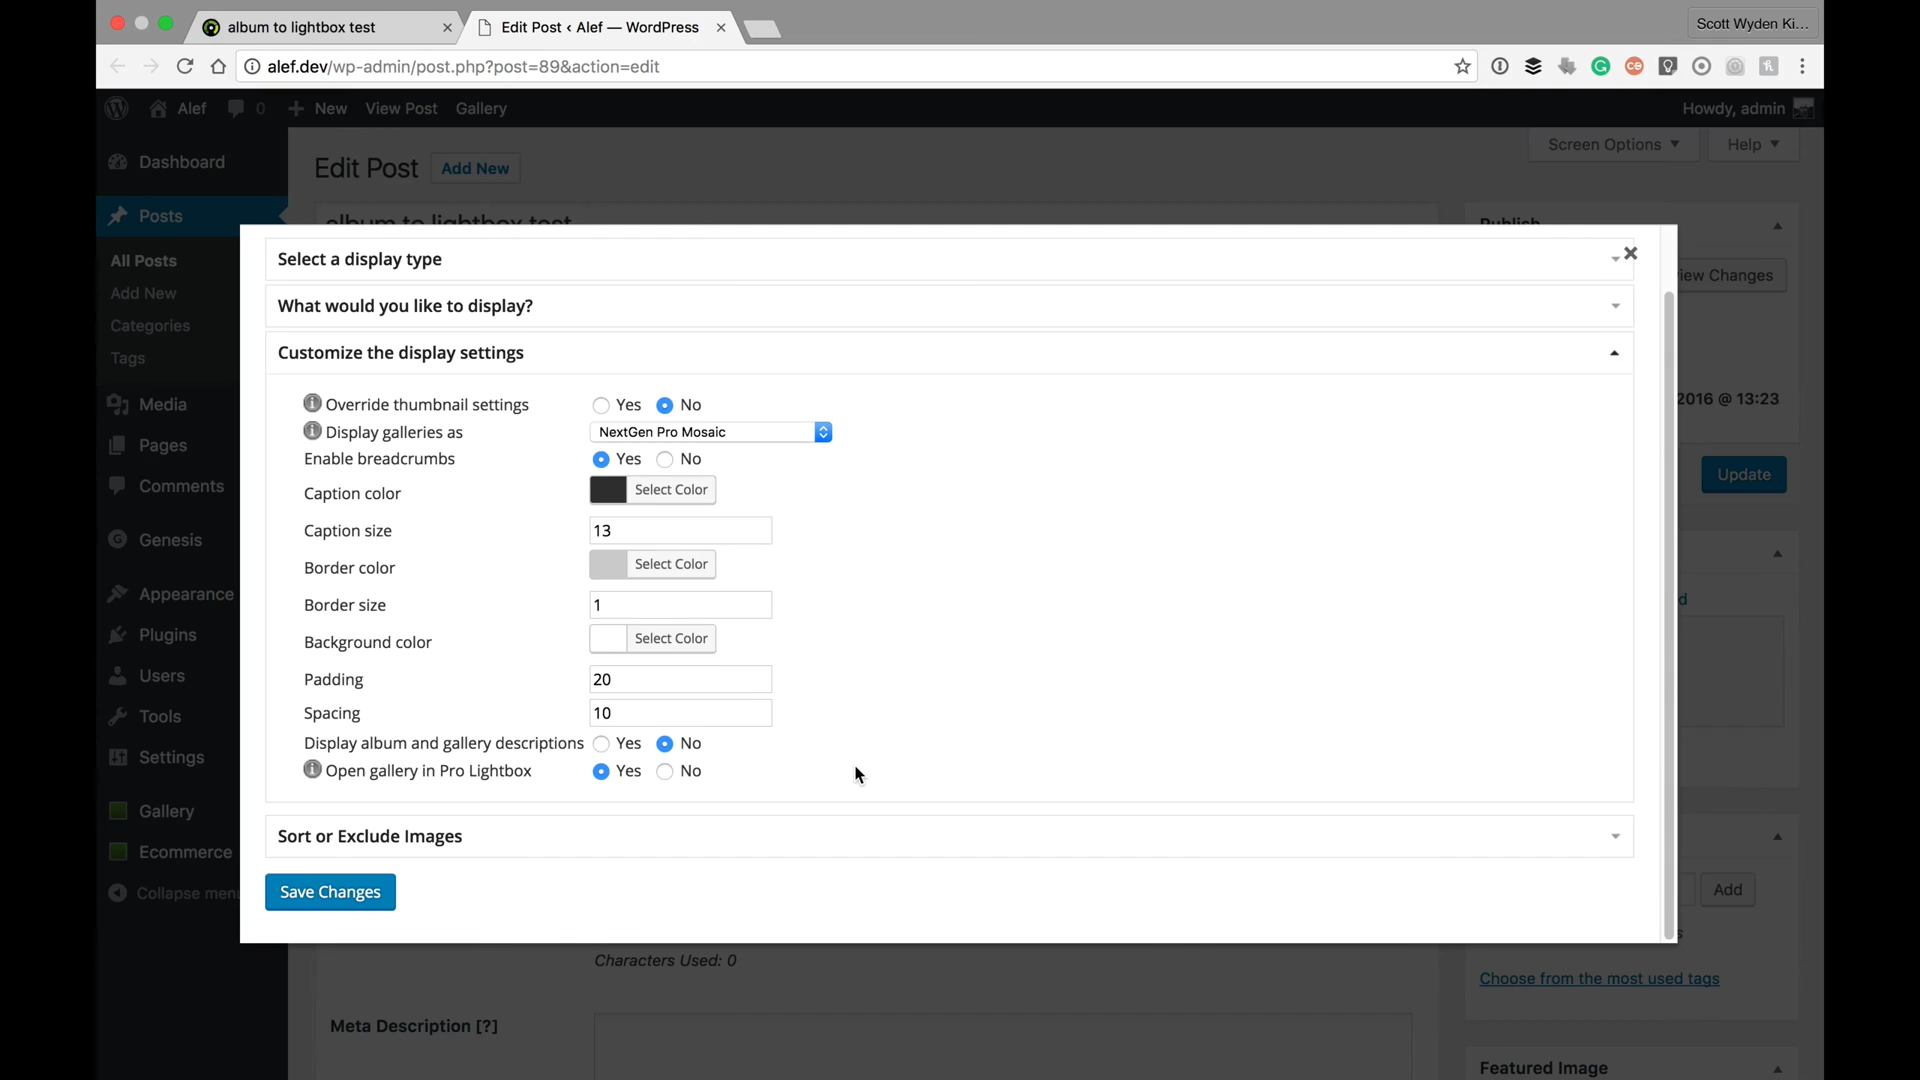 album to lightbox test
Edit Post ‹ Alef — WordPress
Scott Wyden Ki...
alef.dev/wp-admin/post.php?post=89&action=edit
Alef 0 New View Post Gallery
Howdy, admin
Screen Options Help
Dashboard
Posts
All Posts
Add New
Categories
Tags
Media
Pages
Comments
Genesis
Appearance
Plugins
Users
Tools
Settings
Gallery
Ecommerce
Collapse menu
Edit Post Add New
album to lightbox test
Publish
iew Changes
2016 @ 13:23
Update
d
Select a display type
What would you like to display?
Customize the display settings
Override thumbnail settings Yes No
Display galleries as NextGen Pro Mosaic
Enable breadcrumbs Yes No
Caption color Select Color
Caption size 13
Border color Select Color
Border size 1
Background color Select Color
Padding 20
Spacing 10
Display album and gallery descriptions Yes No
Open gallery in Pro Lightbox Yes No
Sort or Exclude Images
Save Changes
Add
s
Choose from the most used tags
Characters Used: 0
Meta Description [?]
Featured Image